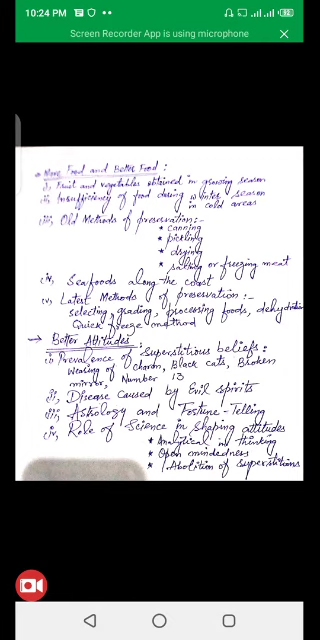 10:24 PM
92
Screen Recorder App is using microphone
More Food and Better Food :
i, Fruit and vegetables obtained in growing season
ii, Insufficiency of food during winter season
in cold areas
iii, Old Methods of preservation:-
* canning
* pickling
* drying
* salting or freezing meat
iv, Seafoods along the coast
v, Latest Methods of preservation:-
selecting, grading, processing foods, dehydration
Quick freeze method
→ Better Attitudes :
i, Prevalence of Superstitious beliefs:
Wearing of charm, Black cats, Broken
mirror, Number 13
ii, Disease caused by Evil spirits
iii, Astrology and Fortune-Telling
iv, Role of Science in shaping attitudes
* Analytical in thinking
* Open mindedness
* Abolition of superstitions